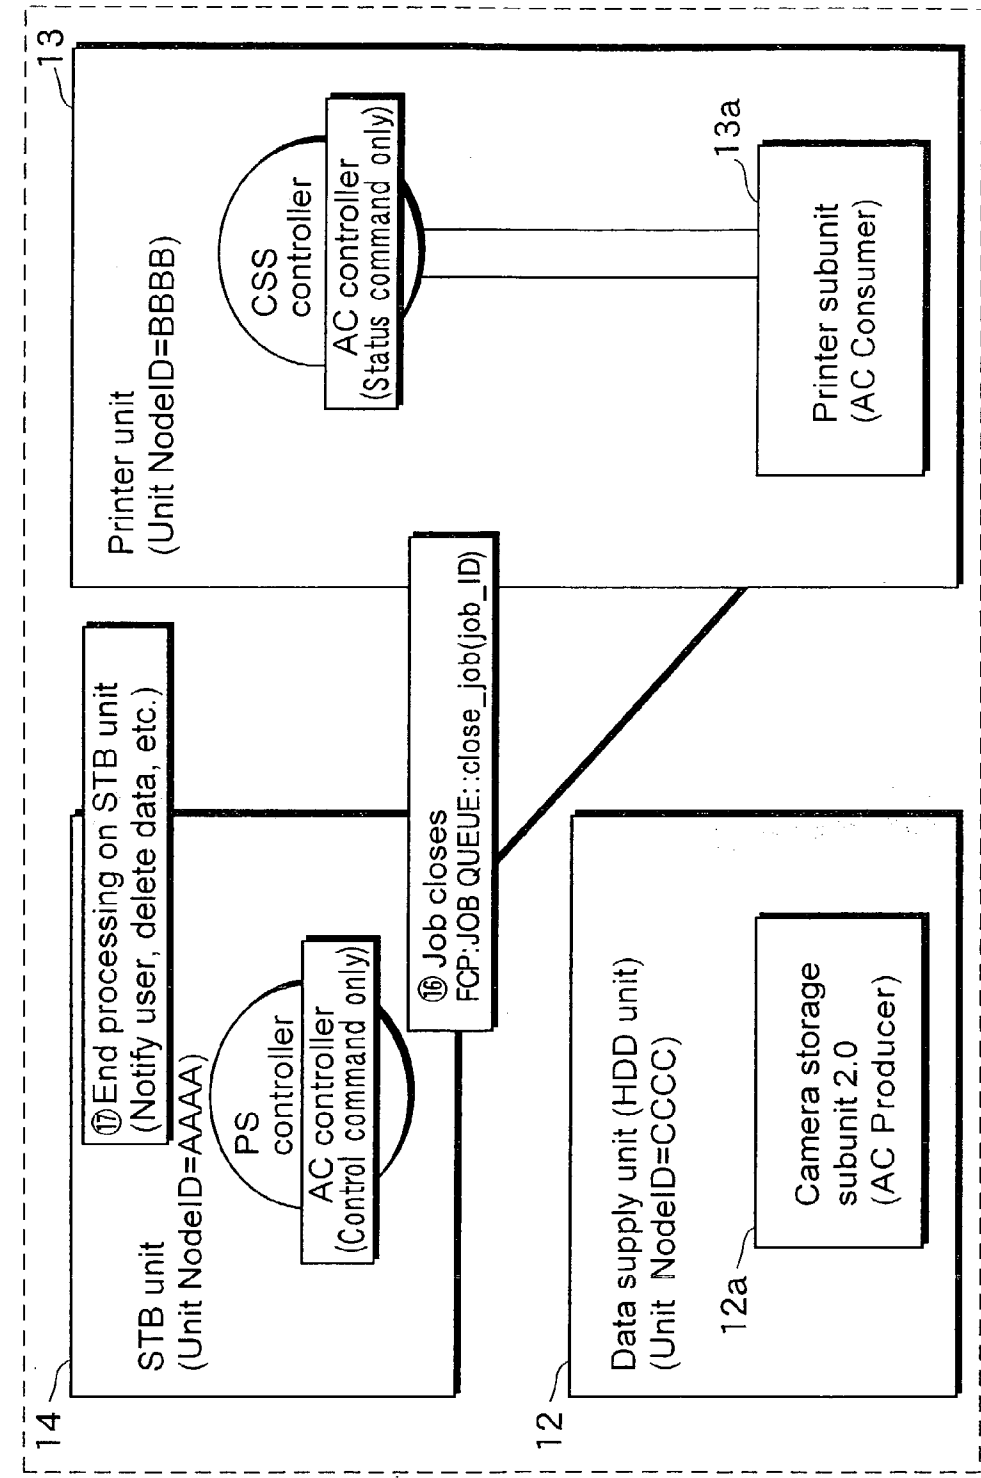 14
STB unit
(Unit NodeID=AAAA)
⑰ End processing on STB unit
(Notify user, delete data, etc.)
PS
controller
AC controller
(Control command only)
⑯ Job closes
FCP:JOB QUEUE::close_job(job_ID)
13
Printer unit
(Unit NodeID=BBBB)
CSS
controller
AC controller
(Status command only)
13a
Printer subunit
(AC Consumer)
12
Data supply unit (HDD unit)
(Unit NodeID=CCCC)
12a
Camera storage
subunit 2.0
(AC Producer)